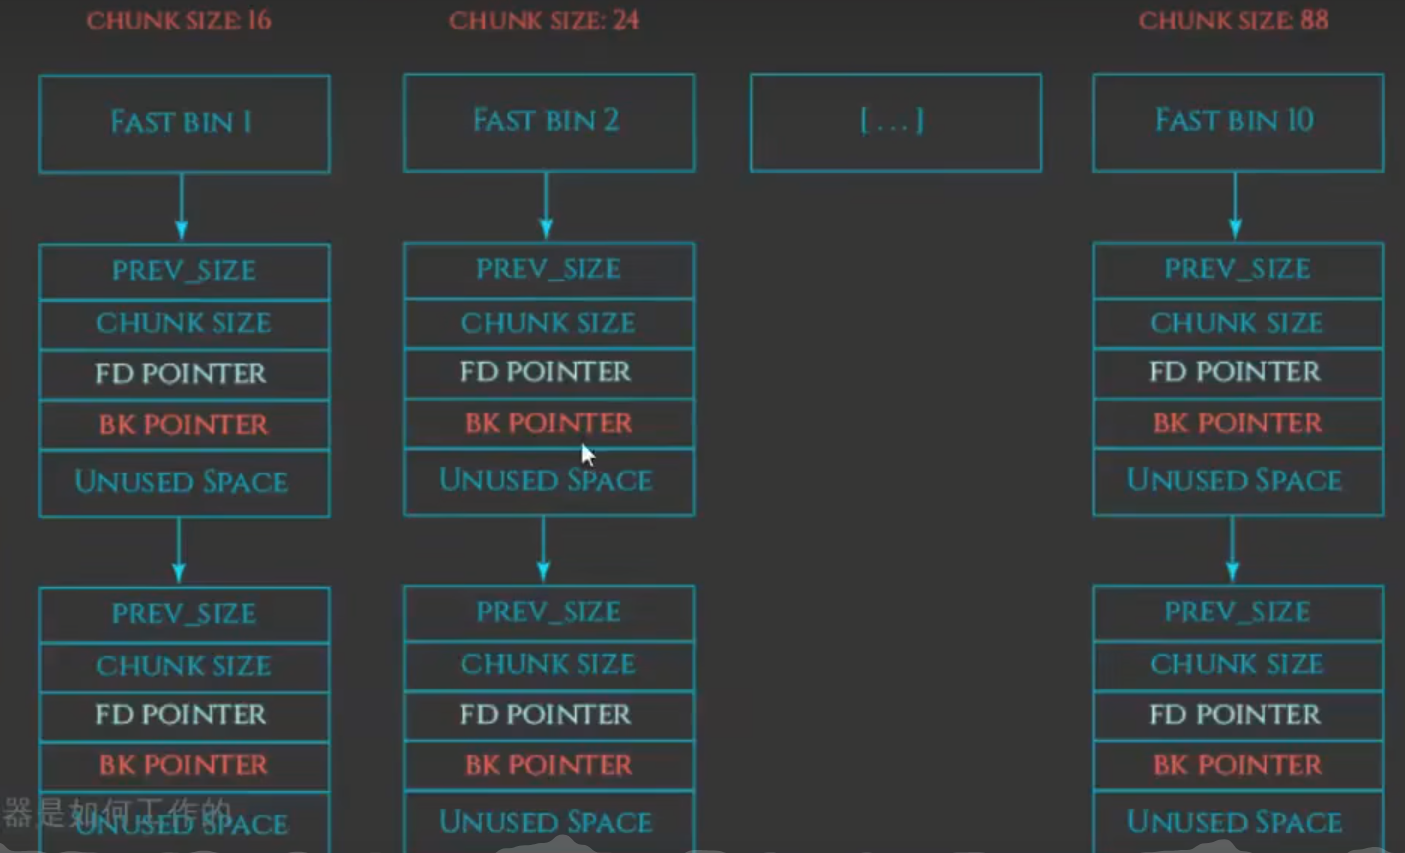 CHUNK SIZE: 16
CHUNK SIZE: 24
CHUNK SIZE: 88
FAST BIN 1
FAST BIN 2
[...]
FAST BIN 10
PREV_SIZE
CHUNK SIZE
FD POINTER
BK POINTER
UNUSED SPACE
PREV_SIZE
CHUNK SIZE
FD POINTER
BK POINTER
UNUSED SPACE
PREV_SIZE
CHUNK SIZE
FD POINTER
BK POINTER
UNUSED SPACE
PREV_SIZE
CHUNK SIZE
FD POINTER
BK POINTER
UNUSED SPACE
PREV_SIZE
CHUNK SIZE
FD POINTER
BK POINTER
UNUSED SPACE
PREV_SIZE
CHUNK SIZE
FD POINTER
BK POINTER
UNUSED SPACE
器是如何工作的